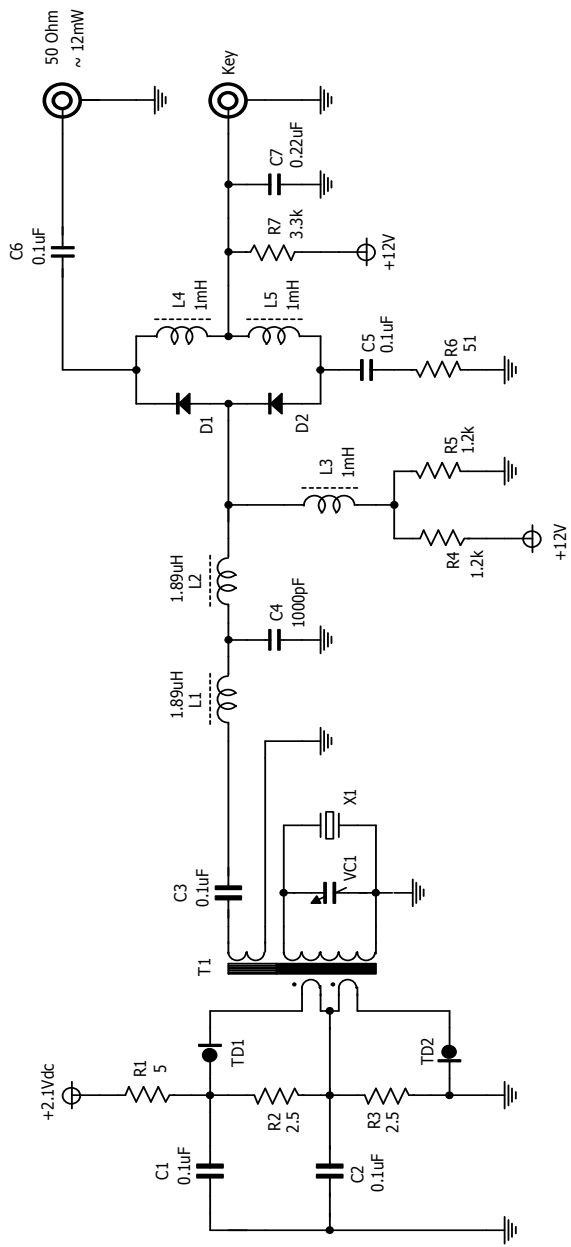 +2.1Vdc
R1
5
C1
0.1uF
TD1
R2
2.5
C2
0.1uF
R3
2.5
TD2
T1
C3
0.1uF
VC1
X1
1.89uH
L1
C4
1000pF
1.89uH
L2
L3
1mH
R4
1.2k
+12V
R5
1.2k
D1
D2
L4
1mH
L5
1mH
C5
0.1uF
R6
51
C6
0.1uF
R7
3.3k
+12V
C7
0.22uF
50 Ohm
~ 12mW
Key